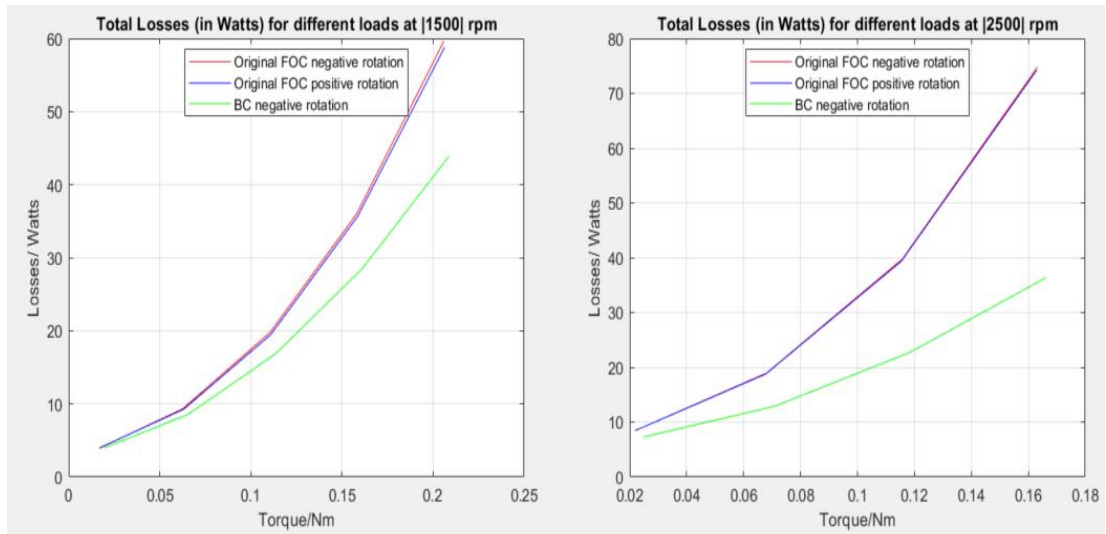 Total Losses (in Watts) for different loads at |1500| rpm
60
50
40
30
20
10
0
Losses/ Watts
Original FOC negative rotation
Original FOC positive rotation
BC negative rotation
0 0.05 0.1 0.15 0.2 0.25
Torque/Nm
Total Losses (in Watts) for different loads at |2500| rpm
80
70
60
50
40
30
20
10
0
Losses/ Watts
Original FOC negative rotation
Original FOC positive rotation
BC negative rotation
0.02 0.04 0.06 0.08 0.1 0.12 0.14 0.16 0.18
Torque/Nm